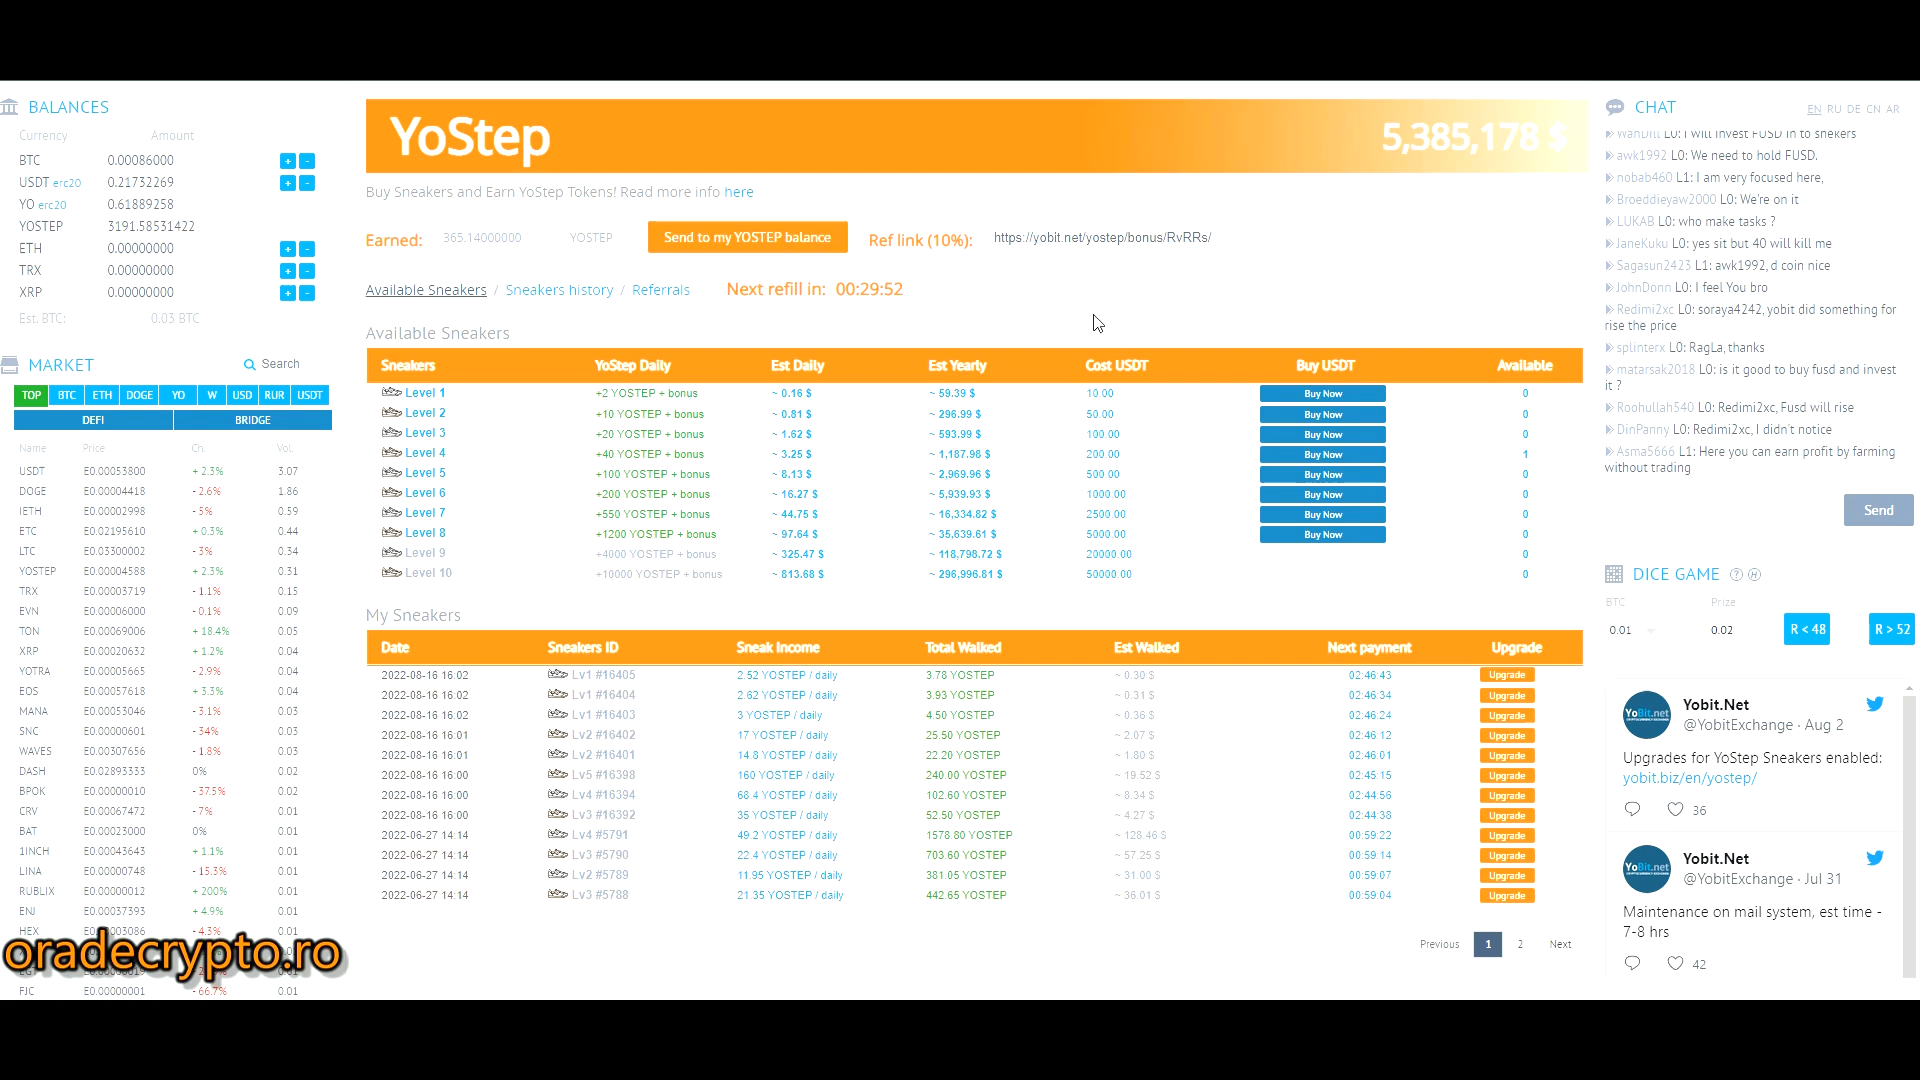 BALANCES
Currency Amount
BTC 0.00086000 + -
USDT erc20 0.21732269 + -
YO erc20 0.61889258
YOSTEP 3191.58531422
ETH 0.00000000 + -
TRX 0.00000000 + -
XRP 0.00000000 + -
Est. BTC: 0.03 BTC
MARKET Search
TOP BTC ETH DOGE YO W USD RUR USDT
DEFI BRIDGE
Name Price Ch. Vol.
USDT E0.00053800 + 2.3% 3.07
DOGE E0.00004418 - 2.6% 1.86
IETH E0.00002998 - 5% 0.59
ETC E0.02195610 + 0.3% 0.44
LTC E0.03300002 - 3% 0.34
YOSTEP E0.00004588 + 2.3% 0.31
TRX E0.00003719 - 1.1% 0.15
EVN E0.00006000 - 0.1% 0.09
TON E0.00069006 + 18.4% 0.05
XRP E0.00020632 + 1.2% 0.04
YOTRA E0.00005665 - 2.9% 0.04
EOS E0.00057618 + 3.3% 0.04
MANA E0.00053046 - 3.1% 0.03
SNC E0.00000601 - 34% 0.03
WAVES E0.00307656 - 1.8% 0.03
DASH E0.02893333 0% 0.02
BPOK E0.00000010 - 37.5% 0.02
CRV E0.00067472 - 7% 0.01
BAT E0.00023000 0% 0.01
1INCH E0.00043643 + 1.1% 0.01
LINA E0.00000748 - 15.3% 0.01
RUBLIX E0.00000012 + 200% 0.01
ENJ E0.00037393 + 4.9% 0.01
HEX - 4.3% 0.01
oradecrypto.ro
FJC E0.00000001 - 66.7% 0.01
YoStep 5,385,178 $
Buy Sneakers and Earn YoStep Tokens! Read more info here
Earned: 365.14000000 YOSTEP Send to my YOSTEP balance Ref link (10%): https://yobit.net/yostep/bonus/RvRRs/
Available Sneakers / Sneakers history / Referrals Next refill in: 00:29:52
Available Sneakers
Sneakers YoStep Daily Est Daily Est Yearly Cost USDT Buy USDT Available
Level 1 +2 YOSTEP + bonus ~ 0.16 $ ~ 59.39 $ 10.00 Buy Now 0
Level 2 +10 YOSTEP + bonus ~ 0.81 $ ~ 296.99 $ 50.00 Buy Now 0
Level 3 +20 YOSTEP + bonus ~ 1.62 $ ~ 593.99 $ 100.00 Buy Now 0
Level 4 +40 YOSTEP + bonus ~ 3.25 $ ~ 1,187.98 $ 200.00 Buy Now 1
Level 5 +100 YOSTEP + bonus ~ 8.13 $ ~ 2,969.96 $ 500.00 Buy Now 0
Level 6 +200 YOSTEP + bonus ~ 16.27 $ ~ 5,939.93 $ 1000.00 Buy Now 0
Level 7 +550 YOSTEP + bonus ~ 44.75 $ ~ 16,334.82 $ 2500.00 Buy Now 0
Level 8 +1200 YOSTEP + bonus ~ 97.64 $ ~ 35,639.61 $ 5000.00 Buy Now 0
Level 9 +4000 YOSTEP + bonus ~ 325.47 $ ~ 118,798.72 $ 20000.00 0
Level 10 +10000 YOSTEP + bonus ~ 813.68 $ ~ 296,996.81 $ 50000.00 0
My Sneakers
Date Sneakers ID Sneak Income Total Walked Est Walked Next payment Upgrade
2022-08-16 16:02 Lv1 #16405 2.52 YOSTEP / daily 3.78 YOSTEP ~ 0.30 $ 02:46:43 Upgrade
2022-08-16 16:02 Lv1 #16404 2.62 YOSTEP / daily 3.93 YOSTEP ~ 0.31 $ 02:46:34 Upgrade
2022-08-16 16:02 Lv1 #16403 3 YOSTEP / daily 4.50 YOSTEP ~ 0.36 $ 02:46:24 Upgrade
2022-08-16 16:01 Lv2 #16402 17 YOSTEP / daily 25.50 YOSTEP ~ 2.07 $ 02:46:12 Upgrade
2022-08-16 16:01 Lv2 #16401 14.8 YOSTEP / daily 22.20 YOSTEP ~ 1.80 $ 02:46:01 Upgrade
2022-08-16 16:00 Lv5 #16398 160 YOSTEP / daily 240.00 YOSTEP ~ 19.52 $ 02:45:15 Upgrade
2022-08-16 16:00 Lv4 #16394 68.4 YOSTEP / daily 102.60 YOSTEP ~ 8.34 $ 02:44:56 Upgrade
2022-08-16 16:00 Lv3 #16392 35 YOSTEP / daily 52.50 YOSTEP ~ 4.27 $ 02:44:38 Upgrade
2022-06-27 14:14 Lv4 #5791 49.2 YOSTEP / daily 1578.80 YOSTEP ~ 128.46 $ 00:59:22 Upgrade
2022-06-27 14:14 Lv3 #5790 22.4 YOSTEP / daily 703.60 YOSTEP ~ 57.25 $ 00:59:14 Upgrade
2022-06-27 14:14 Lv2 #5789 11.95 YOSTEP / daily 381.05 YOSTEP ~ 31.00 $ 00:59:07 Upgrade
2022-06-27 14:14 Lv3 #5788 21.35 YOSTEP / daily 442.65 YOSTEP ~ 36.01 $ 00:59:04 Upgrade
Previous 1 2 Next
CHAT EN RU DE CN AR
WanDill L0: I will invest FUSD in to snekers
awk1992 L0: We need to hold FUSD.
nobab460 L1: I am very focused here,
Broeddieyaw2000 L0: We're on it
LUKAB L0: who make tasks ?
JaneKuku L0: yes sit but 40 will kill me
Sagasun2423 L1: awk1992, d coin nice
JohnDonn L0: I feel You bro
Redimi2xc L0: soraya4242, yobit did something for
rise the price
splinterx L0: RagLa, thanks
matarsak2018 L0: is it good to buy fusd and invest
it ?
Roohullah540 L0: Redimi2xc, Fusd will rise
DinPanny L0: Redimi2xc, I didn't notice
Asma5666 L1: Here you can earn profit by farming
without trading
Send
DICE GAME ? H
BTC Prize
0.01 0.02 R < 48 R > 52
YoBit.net
Yobit.Net
@YobitExchange · Aug 2
Upgrades for YoStep Sneakers enabled:
yobit.biz/en/yostep/
36
YoBit.net
Yobit.Net
@YobitExchange · Jul 31
Maintenance on mail system, est time -
7-8 hrs
42